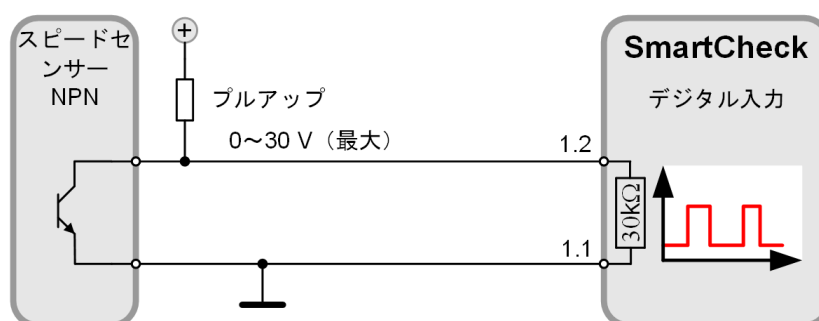 スピードセ
ンサー
NPN
+
プルアップ
0～30 V（最大）
1.2
1.1
SmartCheck
デジタル入力
30kΩ